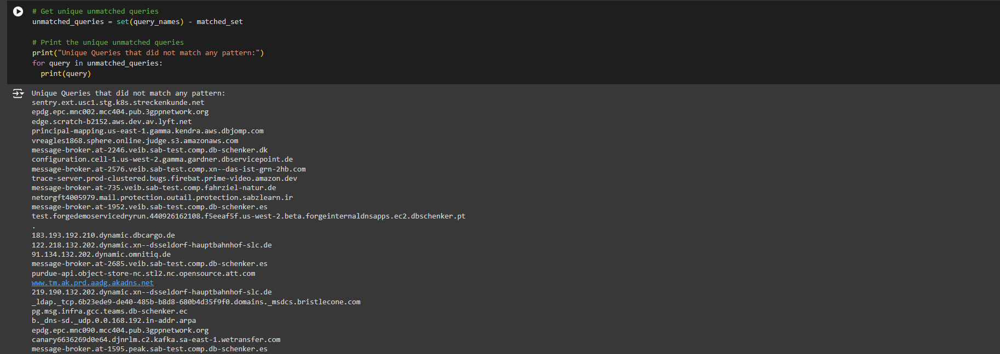 # Get unique unmatched queries
unmatched_queries = set(query_names) - matched_set
# Print the unique unmatched queries
print("Unique Queries that did not match any pattern:")
for query in unmatched_queries:
print(query)
Unique Queries that did not match any pattern:
sentry.ext.usc1.stg.k8s.streckenkunde.net
epdg.epc.mnc002.mcc404.pub.3gppnetwork.org
edge.scratch-b2152.aws.dev.av.lyft.net
principal-mapping.us-east-1.gamma.kendra.aws.dbjomp.com
vreagles1868.sphere.online.judge.s3.amazonaws.com
message-broker.at-2246.veib.sab-test.comp.db-schenker.dk
configuration.cell-1.us-west-2.gamma.gardner.dbservicepoint.de
message-broker.at-2576.veib.sab-test.comp.xn--das-ist-grn-2hb.com
trace-server.prod-clustered.bugs.firebat.prime-video.amazon.dev
message-broker.at-735.veib.sab-test.comp.fahrziel-natur.de
netorgft4005979.mail.protection.outail.protection.sabzlearn.ir
message-broker.at-1952.veib.sab-test.comp.db-schenker.es
test.forgedemoservicedryrun.440926162108.f5eeaf5f.us-west-2.beta.forgeinternaldnsapps.ec2.dbschenker.pt
.
183.193.192.210.dynamic.dbcargo.de
122.218.132.202.dynamic.xn--dsseldorf-hauptbahnhof-slc.de
91.134.132.202.dynamic.omnitiq.de
message-broker.at-2685.veib.sab-test.comp.db-schenker.es
purdue-api.object-store-nc.stl2.nc.opensource.att.com
www.tm.ak.prd.aadg.akadns.net
219.190.132.202.dynamic.xn--dsseldorf-hauptbahnhof-slc.de
_ldap._tcp.6b23ede9-de40-485b-b8d8-680b4d35f9f0.domains._msdcs.bristlecone.com
pg.msg.infra.gcc.teams.db-schenker.ec
b._dns-sd._udp.0.0.168.192.in-addr.arpa
epdg.epc.mnc090.mcc404.pub.3gppnetwork.org
canary6636269d0e64.djnrlm.c2.kafka.sa-east-1.wetransfer.com
message-broker.at-1595.peak.sab-test.comp.db-schenker.es